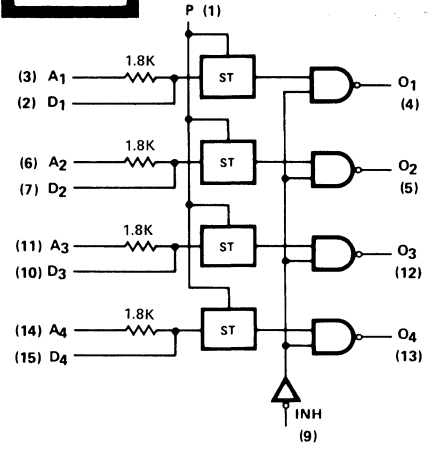 P (1)
1.8K
(3) A1
ST
O1
(2) D1
(4)
1.8K
(6) A2
ST
O2
(7) D2
(5)
1.8K
(11) A3
ST
O3
(10) D3
(12)
1.8K
(14) A4
ST
O4
(15) D4
(13)
INH
(9)